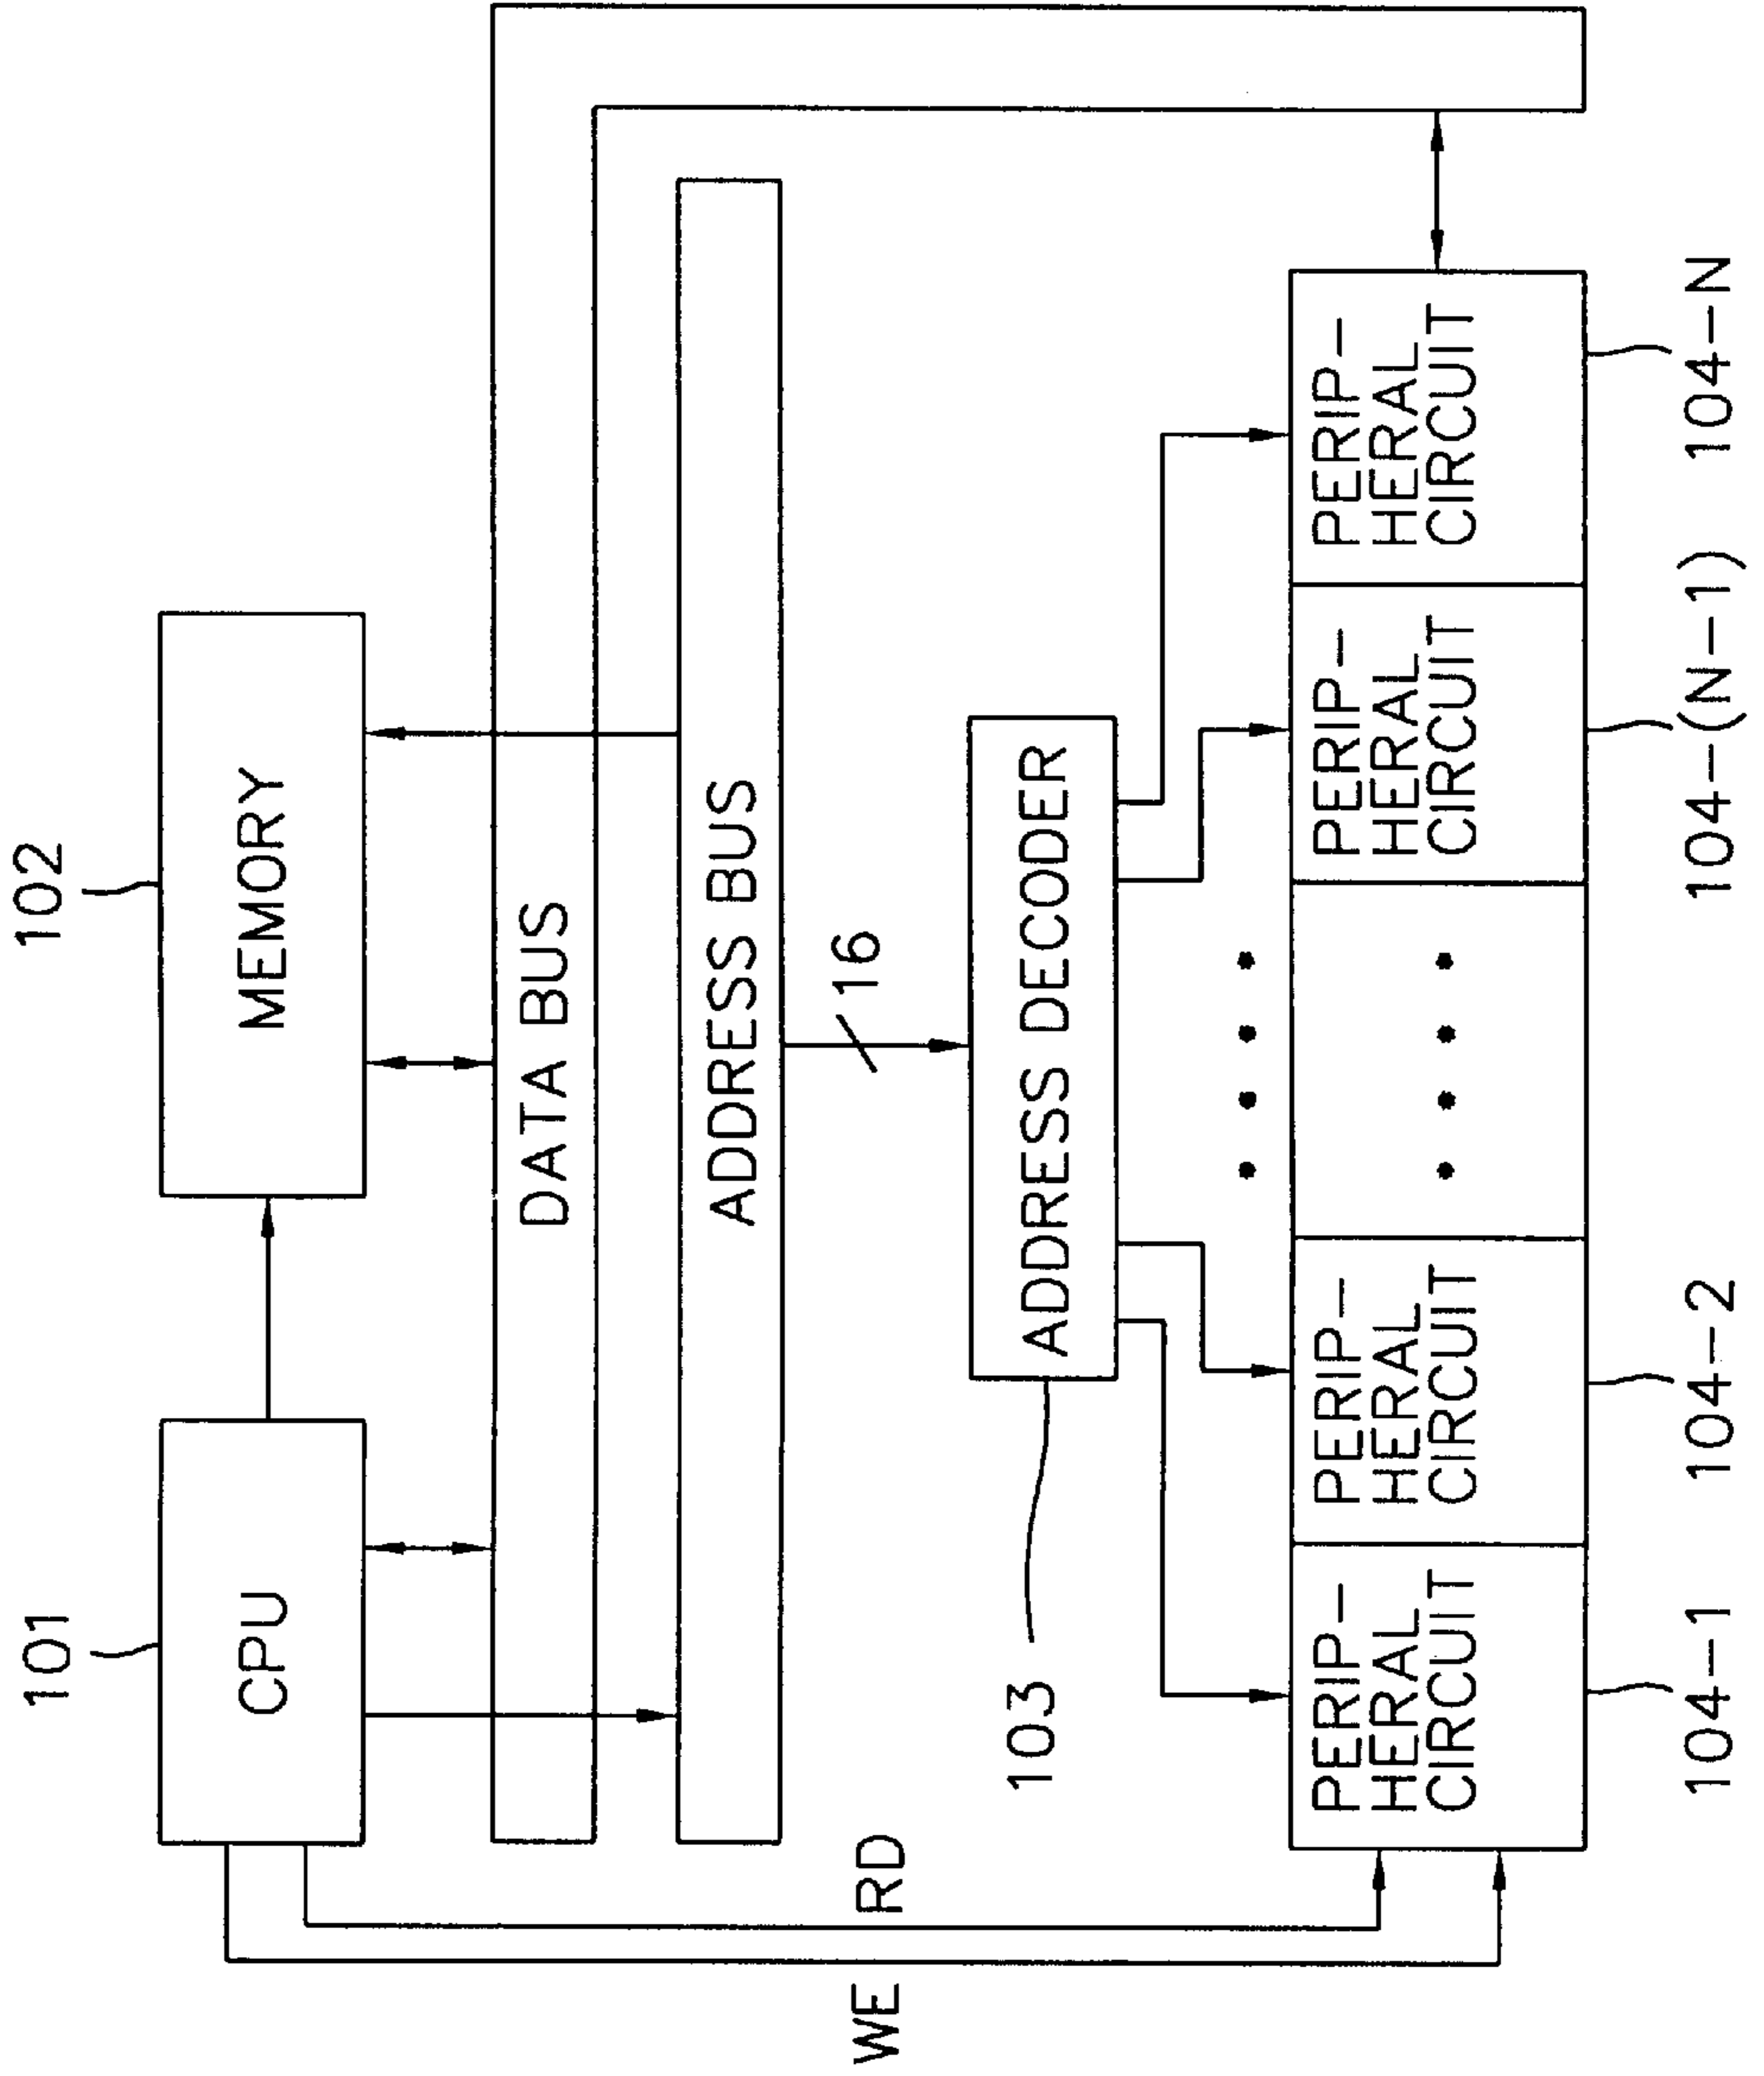 101
102
CPU
MEMORY
DATA BUS
ADDRESS BUS
16
WE
RD
103
ADDRESS DECODER
PERIP-
HERAL
CIRCUIT
PERIP-
HERAL
CIRCUIT
PERIP-
HERAL
CIRCUIT
PERIP-
HERAL
CIRCUIT
104-1
104-2
104-(N-1)
104-N